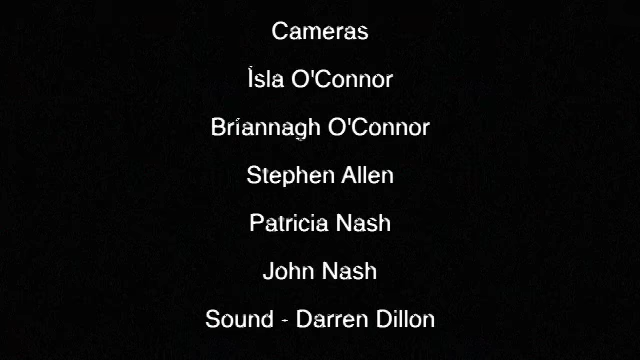 Cameras
Ísla O'Connor
Bríannagh O'Connor
Stephen Allen
Patricia Nash
John Nash
Sound - Darren Dillon